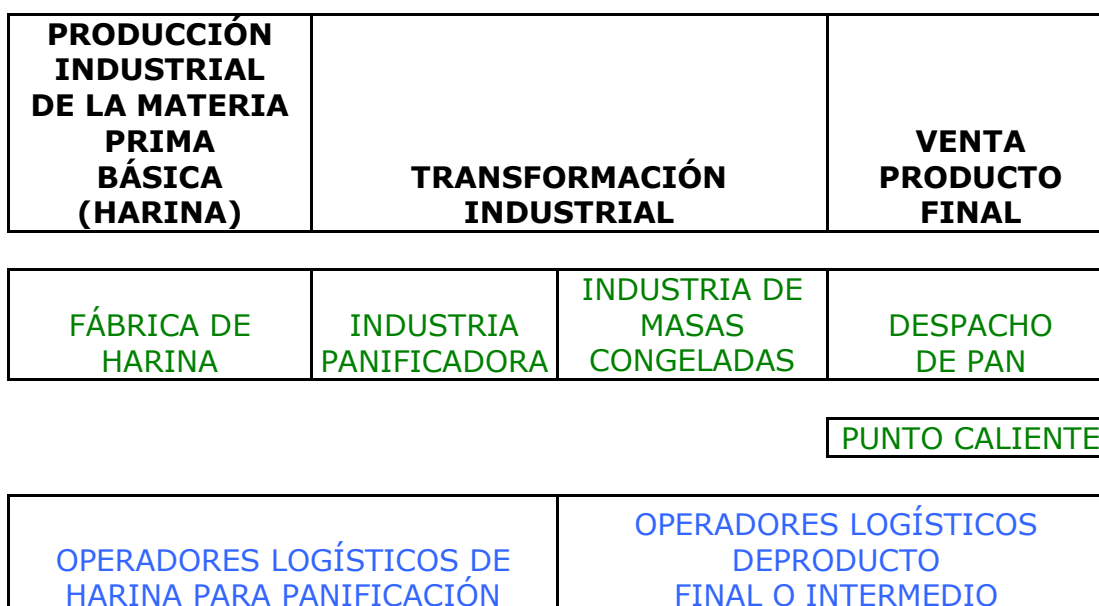 PRODUCCIÓN
INDUSTRIAL
DE LA MATERIA
PRIMA
BÁSICA
(HARINA)
TRANSFORMACIÓN
INDUSTRIAL
VENTA
PRODUCTO
FINAL
FÁBRICA DE
HARINA
INDUSTRIA
PANIFICADORA
INDUSTRIA DE
MASAS
CONGELADAS
DESPACHO
DE PAN
PUNTO CALIENTE
OPERADORES LOGÍSTICOS DE
HARINA PARA PANIFICACIÓN
OPERADORES LOGÍSTICOS
DEPRODUCTO
FINAL O INTERMEDIO